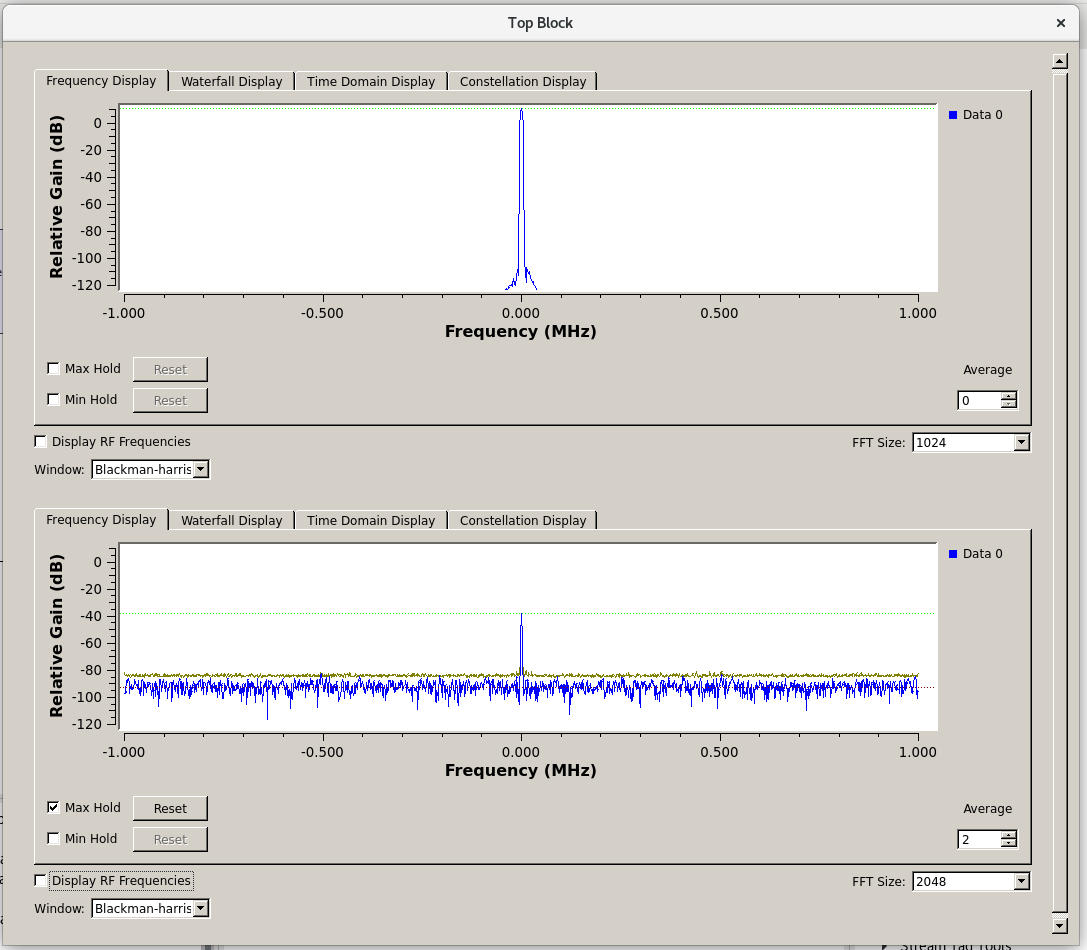 Top Block
Frequency Display Waterfall Display Time Domain Display Constellation Display
Relative Gain (dB)
0
-20
-40
-60
-80
-100
-120
Data 0
-1.000 -0.500 0.000 0.500 1.000
Frequency (MHz)
Max Hold Reset Average
Min Hold Reset 0
Display RF Frequencies FFT Size: 1024
Window: Blackman-harris
Frequency Display Waterfall Display Time Domain Display Constellation Display
Relative Gain (dB)
0
-20
-40
-60
-80
-100
-120
Data 0
-1.000 -0.500 0.000 0.500 1.000
Frequency (MHz)
Max Hold Reset Average
Min Hold Reset 2
Display RF Frequencies FFT Size: 2048
Window: Blackman-harris
Stream Tag Tools